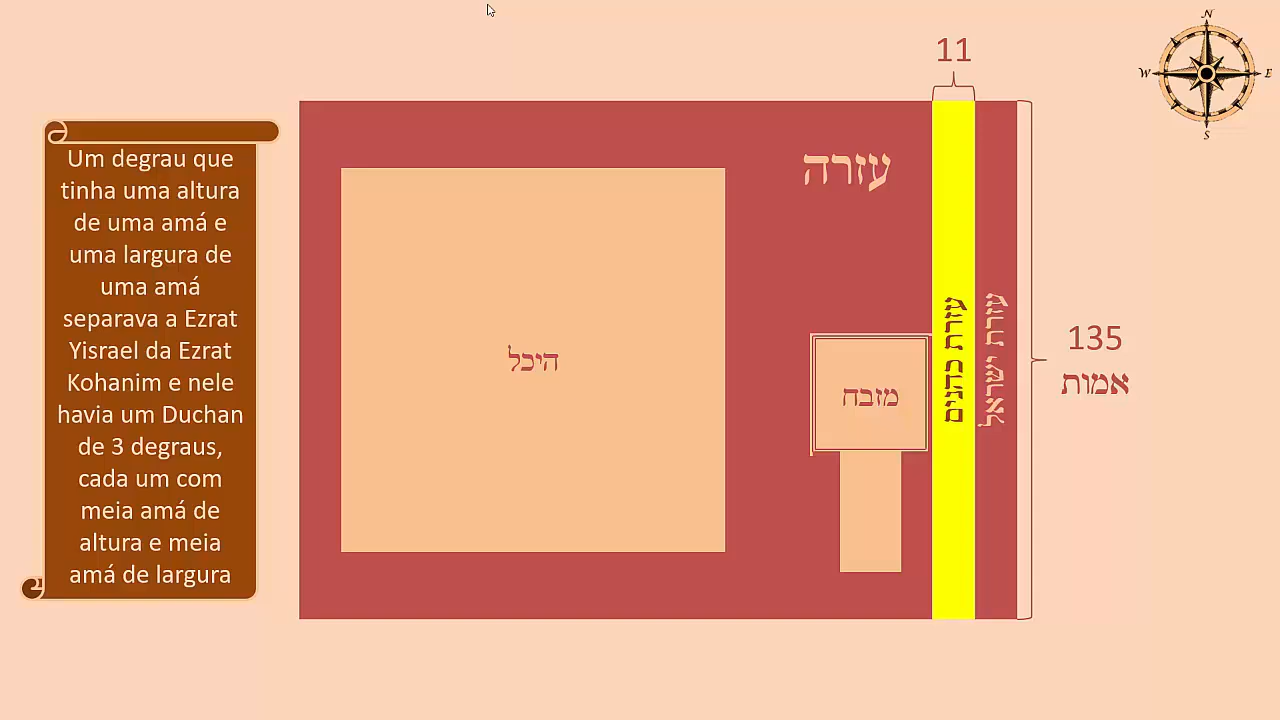 11
N
W
E
S
Um degrau que
tinha uma altura
de uma amá e
uma largura de
uma amá
separava a Ezrat
Yisrael da Ezrat
Kohanim e nele
havia um Duchan
de 3 degraus,
cada um com
meia amá de
altura e meia
amá de largura
עזרה
היכל
מזבח
עזרת כהנים
עזרת ישראל
135
אמות